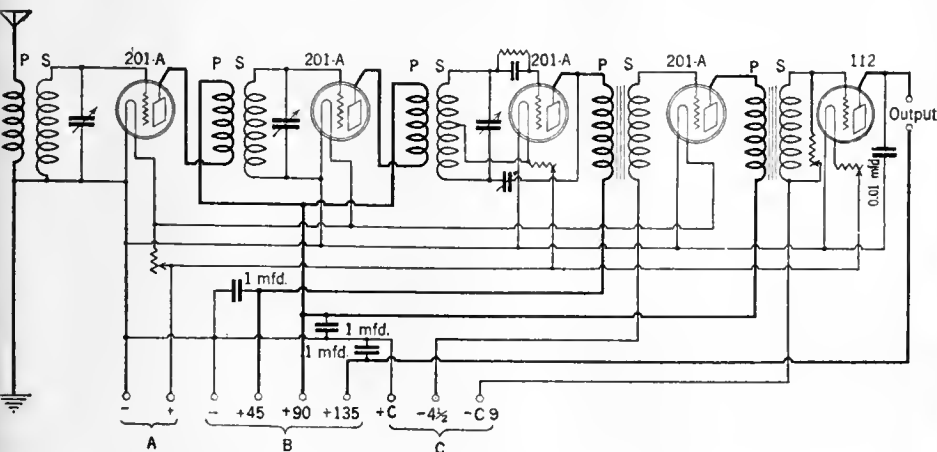 201-A 201-A 201-A 201-A 112
P S P S P S P S P S
Output
0.01 mfd
1 mfd.
1 mfd.
1 mfd.
- + - +45 +90 +135 +C -4½ -C 9
A B C